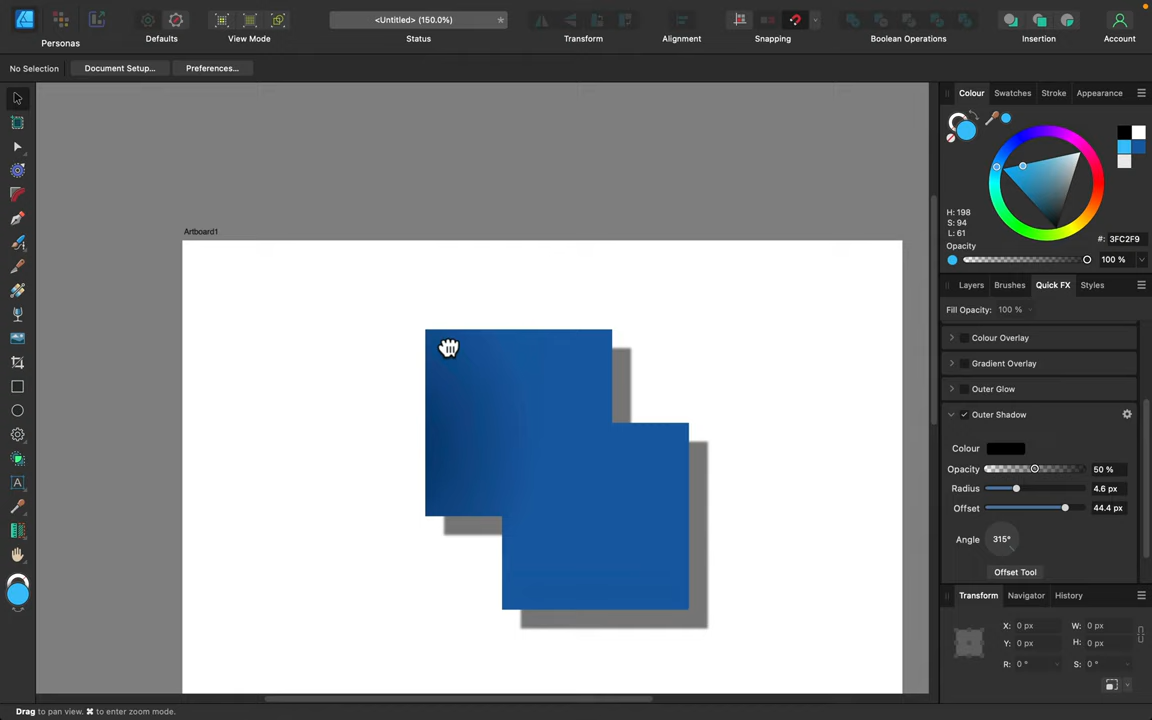 <Untitled> (150.0%)
*
Personas
Defaults
View Mode
Status
Transform
Alignment
Snapping
Boolean Operations
Insertion
Account
No Selection
Document Setup...
Preferences...
Colour
Swatches
Stroke
Appearance
H: 198
S: 94
L: 61
#: 3FC2F9
Opacity
100 %
Layers
Brushes
Quick FX
Styles
Fill Opacity: 100 %
Colour Overlay
Gradient Overlay
Outer Glow
Outer Shadow
Colour
Opacity
50 %
Radius
4.6 px
Offset
44.4 px
Angle
315°
Offset Tool
Transform
Navigator
History
X: 0 px
W: 0 px
Y: 0 px
H: 0 px
R: 0 °
S: 0 °
Artboard1
A
Drag to pan view. ⌘ to enter zoom mode.